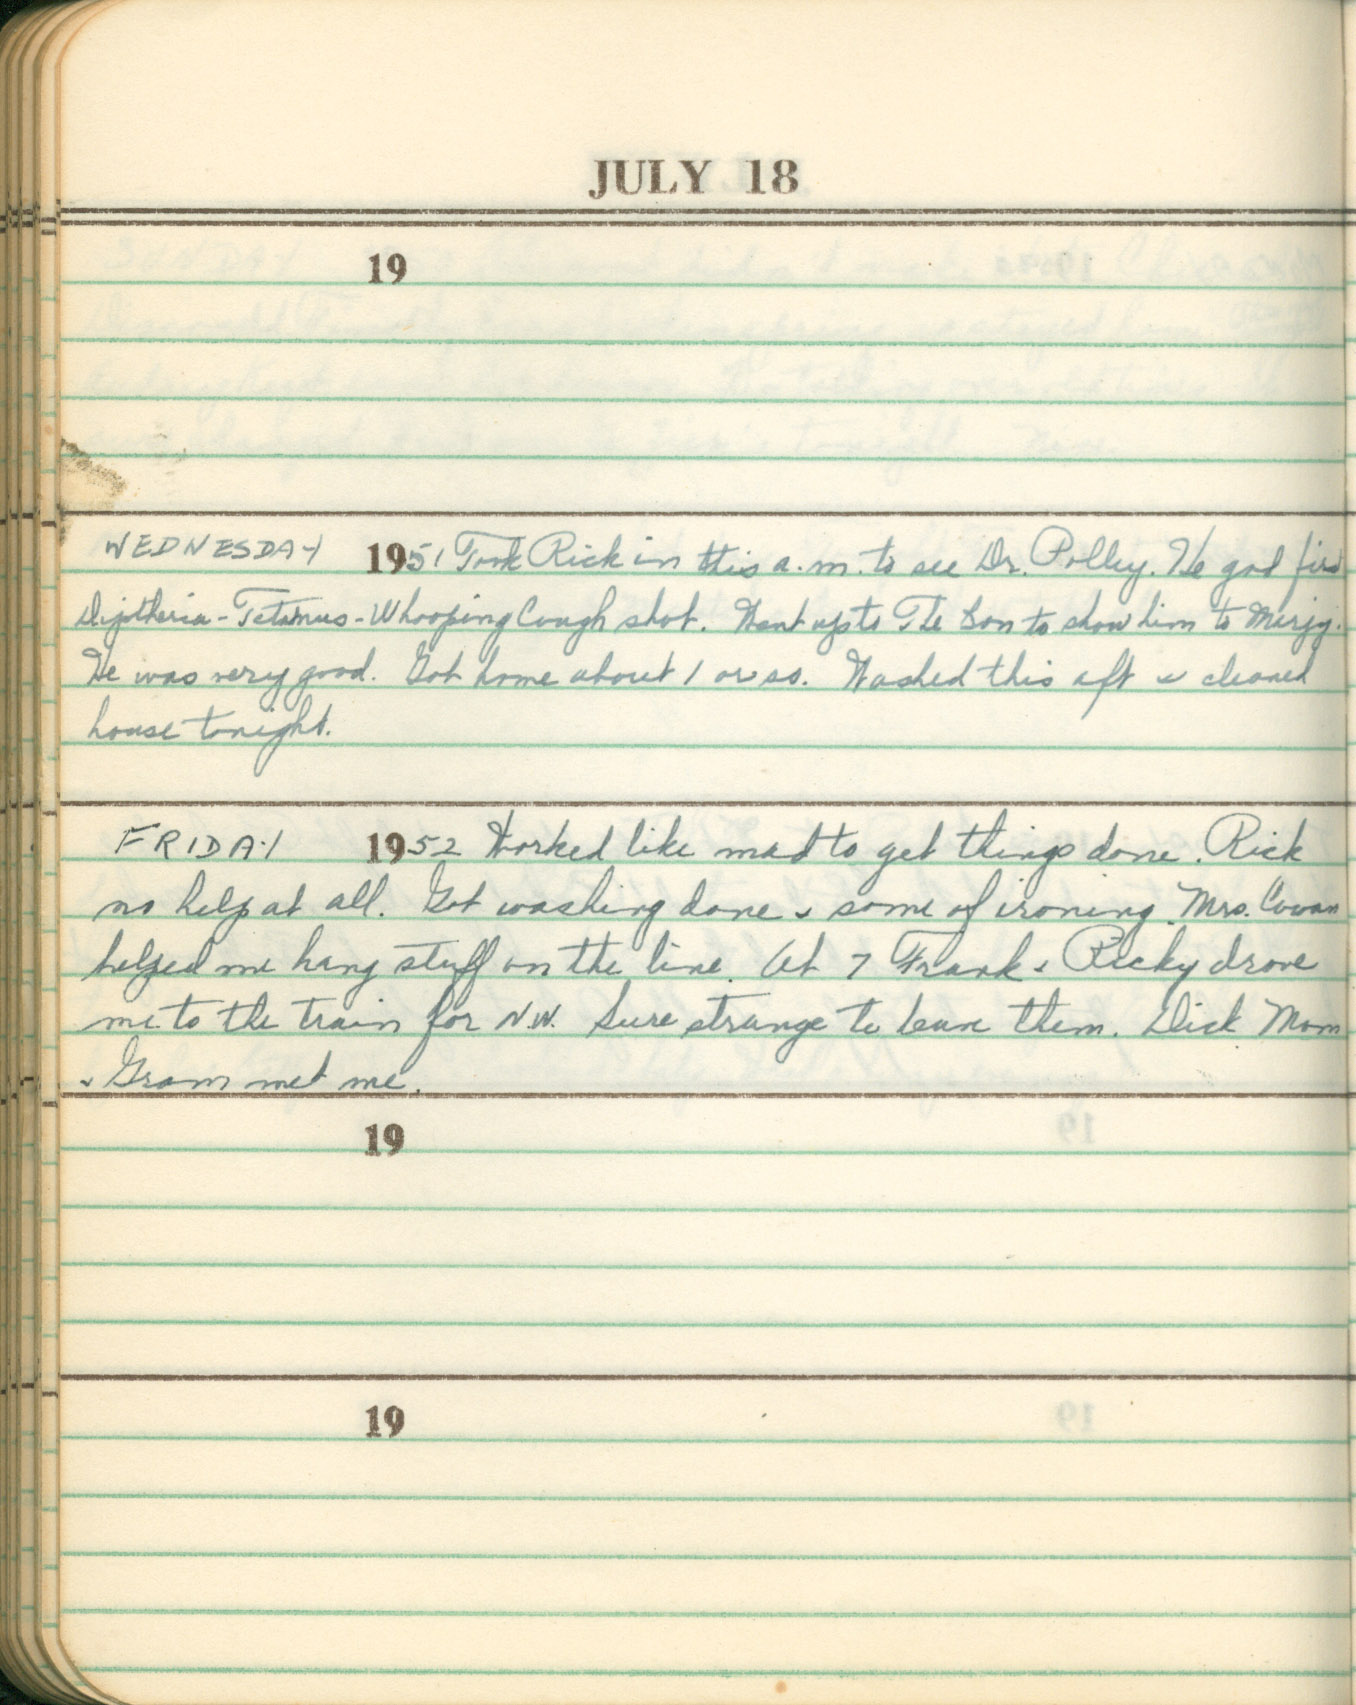 JULY 18
19
WEDNESDAY 1951 Took Rick in this a.m. to see Dr. Polley. He got first
Diptheria-Tetanus-Whooping Cough shot. Went up to The Bon to show him to Marjy.
He was very good. Got home about 1 or so. Washed this aft & cleaned
house tonight.
FRIDAY 1952 Worked like mad to get things done. Rick
no help at all. Got washing done & some of ironing. Mrs. Cowan
helped me hang stuff on the line. At 7 Frank & Ricky drove
me to the train for N.W. Sure strange to leave them. Dick Mom
& Gram met me.
19
19